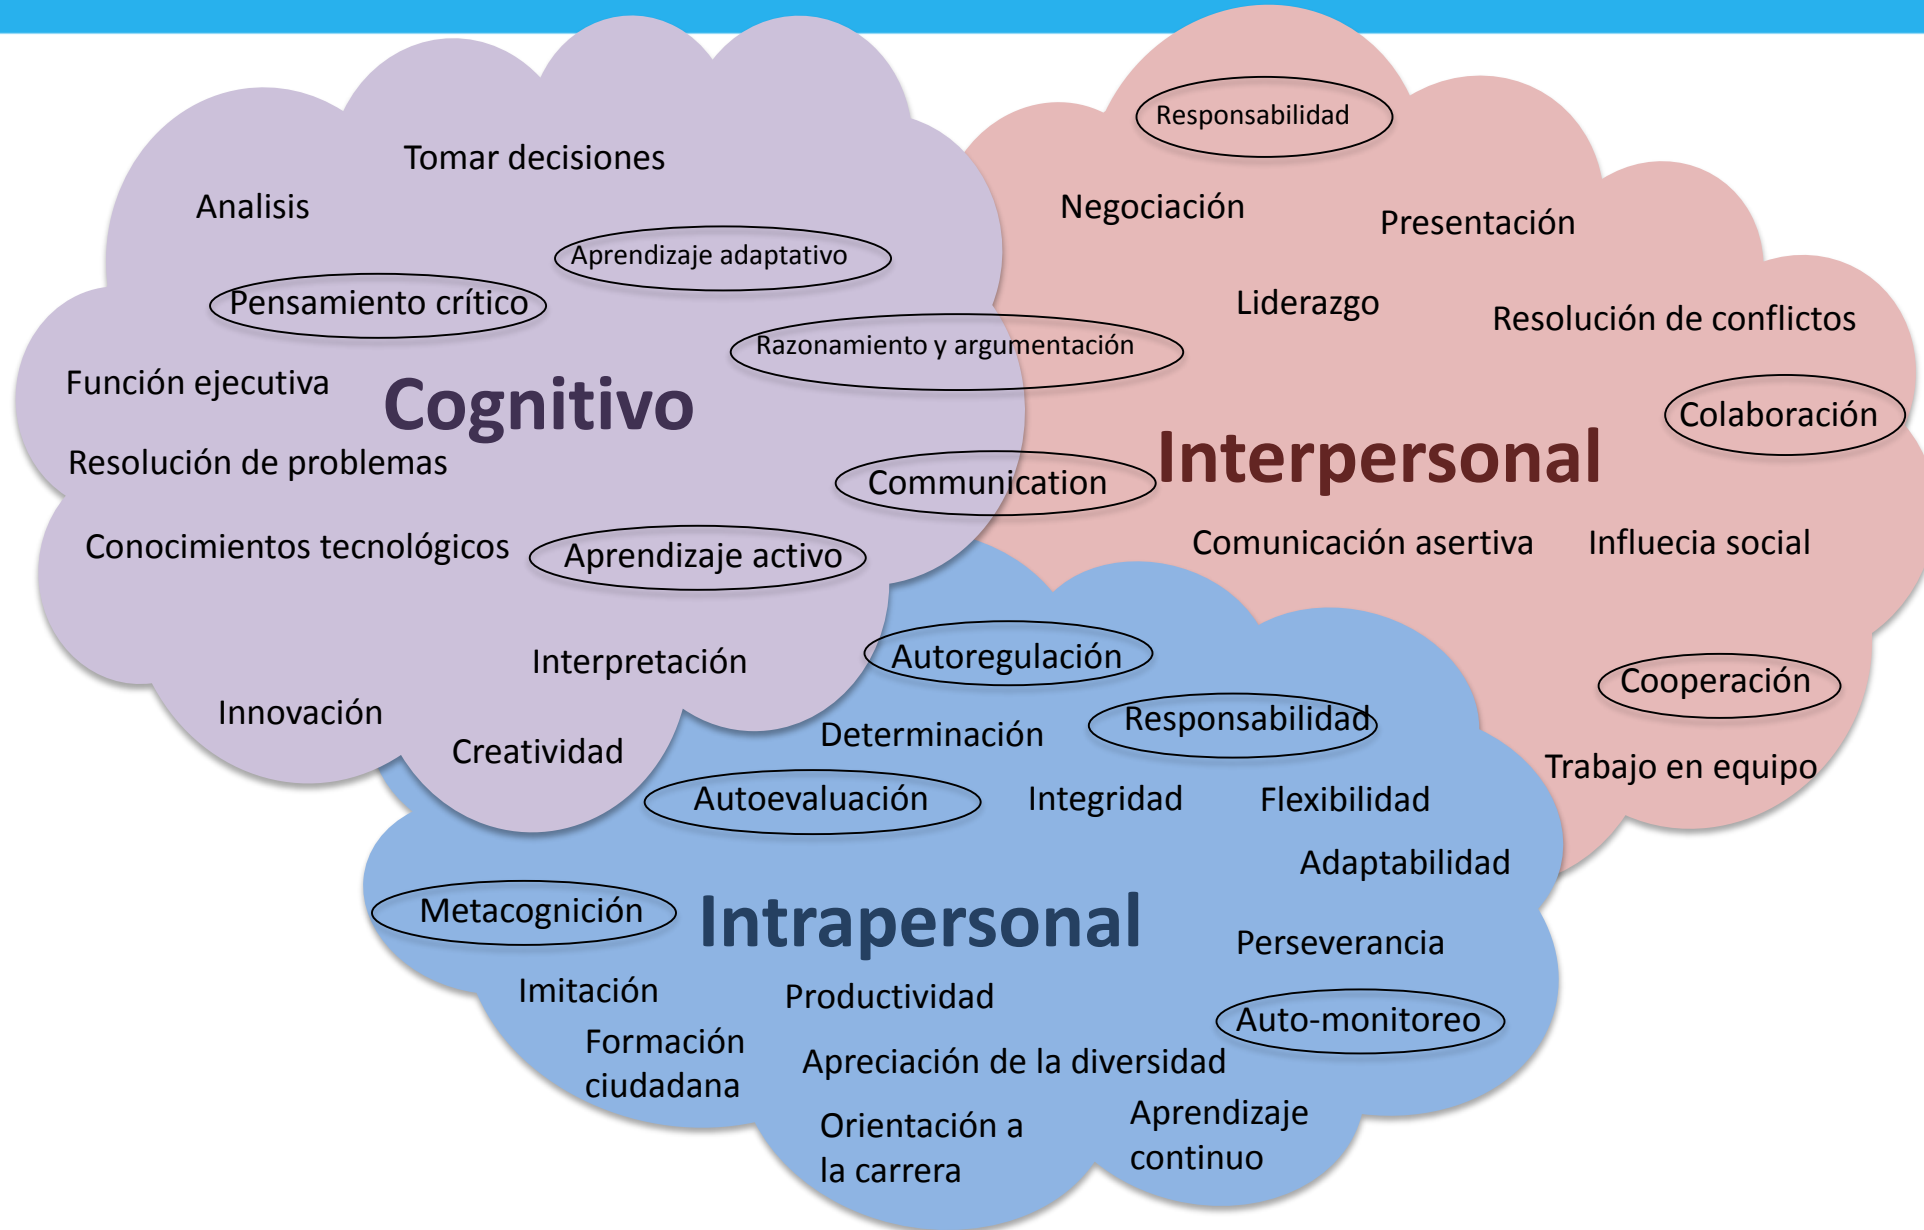 Tomar decisiones
Analisis
Aprendizaje adaptativo
Pensamiento crítico
Razonamiento y argumentación
Función ejecutiva
Cognitivo
Resolución de problemas
Communication
Conocimientos tecnológicos
Aprendizaje activo
Interpretación
Innovación
Creatividad
Responsabilidad
Negociación
Presentación
Liderazgo
Resolución de conflictos
Colaboración
Interpersonal
Comunicación asertiva
Influecia social
Cooperación
Trabajo en equipo
Autoregulación
Responsabilidad
Determinación
Autoevaluación
Integridad
Flexibilidad
Adaptabilidad
Metacognición
Intrapersonal
Perseverancia
Imitación
Productividad
Auto-monitoreo
Formación
ciudadana
Apreciación de la diversidad
Orientación a
la carrera
Aprendizaje
continuo